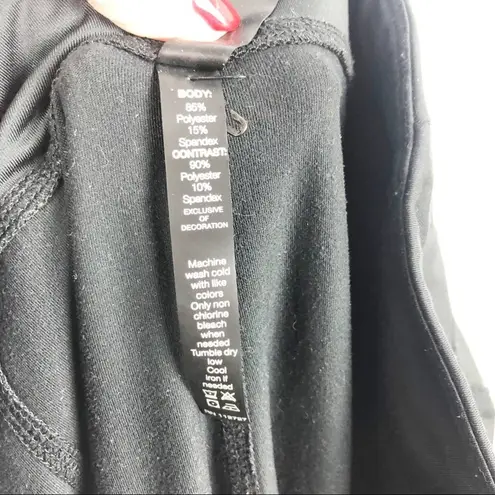 BODY:
85%
Polyester
15%
Spandex
CONTRAST:
90%
Polyester
10%
Spandex
EXCLUSIVE
OF
DECORATION
Machine
wash cold
with like
colors
Only non
chlorine
bleach
when
needed
Tumble dry
low
Cool
iron if
needed